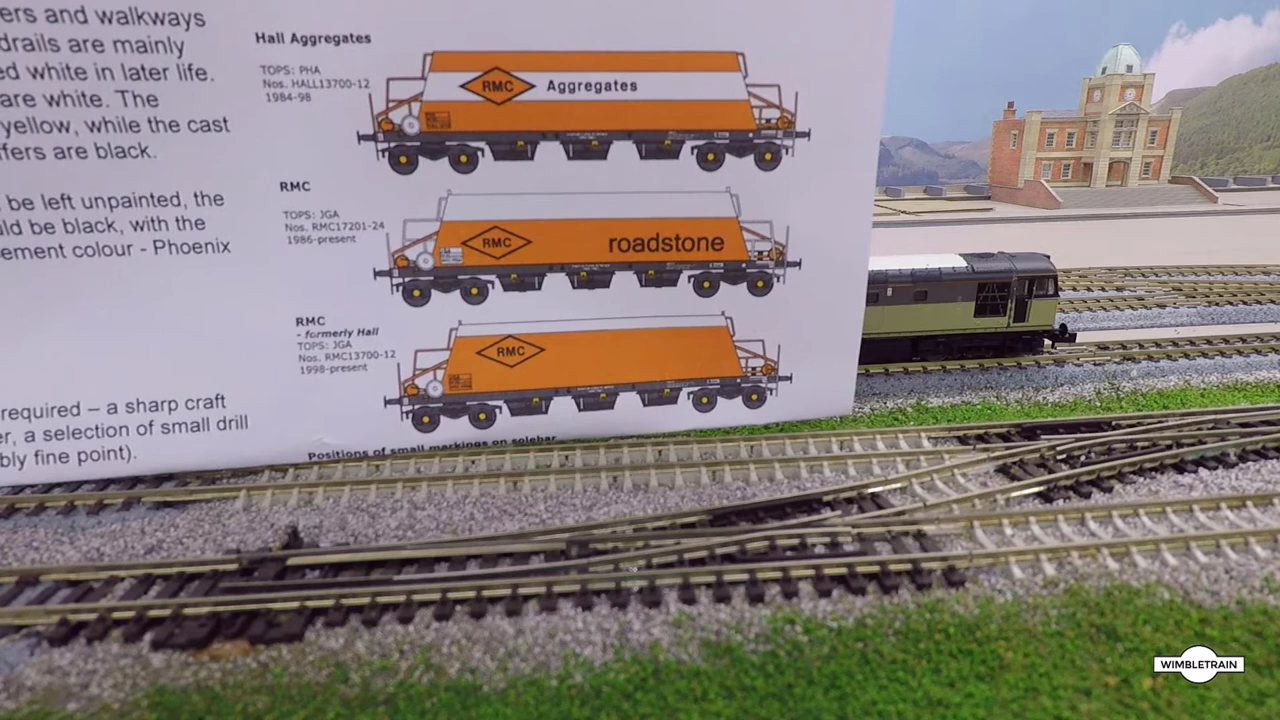 ers and walkways
drails are mainly
ed white in later life.
are white. The
yellow, while the cast
ffers are black.
be left unpainted, the
uld be black, with the
ement colour - Phoenix
required – a sharp craft
er, a selection of small drill
bly fine point).
Hall Aggregates
TOPS: PHA
Nos. HALL13700-12
1984-98
RMC Aggregates
RMC
TOPS: JGA
Nos. RMC17201-24
1986-present
RMC roadstone
RMC
- formerly Hall
TOPS: JGA
Nos. RMC13700-12
1998-present
RMC
Positions of small markings on solebar
WIMBLETRAIN